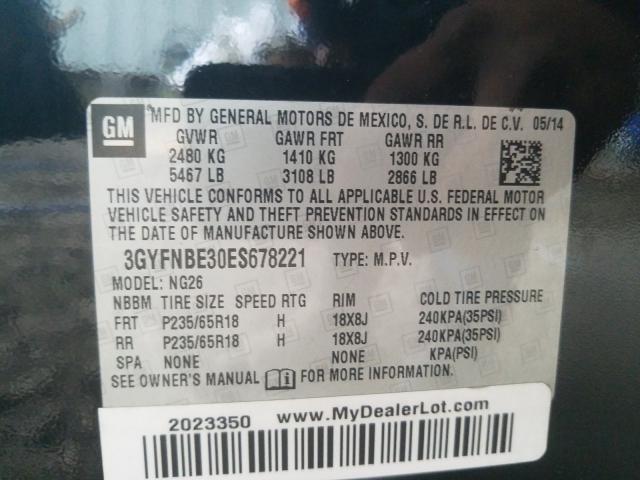 GM
MFD BY GENERAL MOTORS DE MEXICO, S. DE R.L. DE C.V. 05/14
GVWR GAWR FRT GAWR RR
2480 KG 1410 KG 1300 KG
5467 LB 3108 LB 2866 LB
THIS VEHICLE CONFORMS TO ALL APPLICABLE U.S. FEDERAL MOTOR
VEHICLE SAFETY AND THEFT PREVENTION STANDARDS IN EFFECT ON
THE DATE OF MANUFACTURE SHOWN ABOVE.
3GYFNBE30ES678221 TYPE: M.P.V.
MODEL: NG26
NBBM TIRE SIZE SPEED RTG RIM COLD TIRE PRESSURE
FRT P235/65R18 H 18X8J 240KPA(35PSI)
RR P235/65R18 H 18X8J 240KPA(35PSI)
SPA NONE NONE KPA(PSI)
SEE OWNER'S MANUAL FOR MORE INFORMATION.
2023350 www.MyDealerLot.com